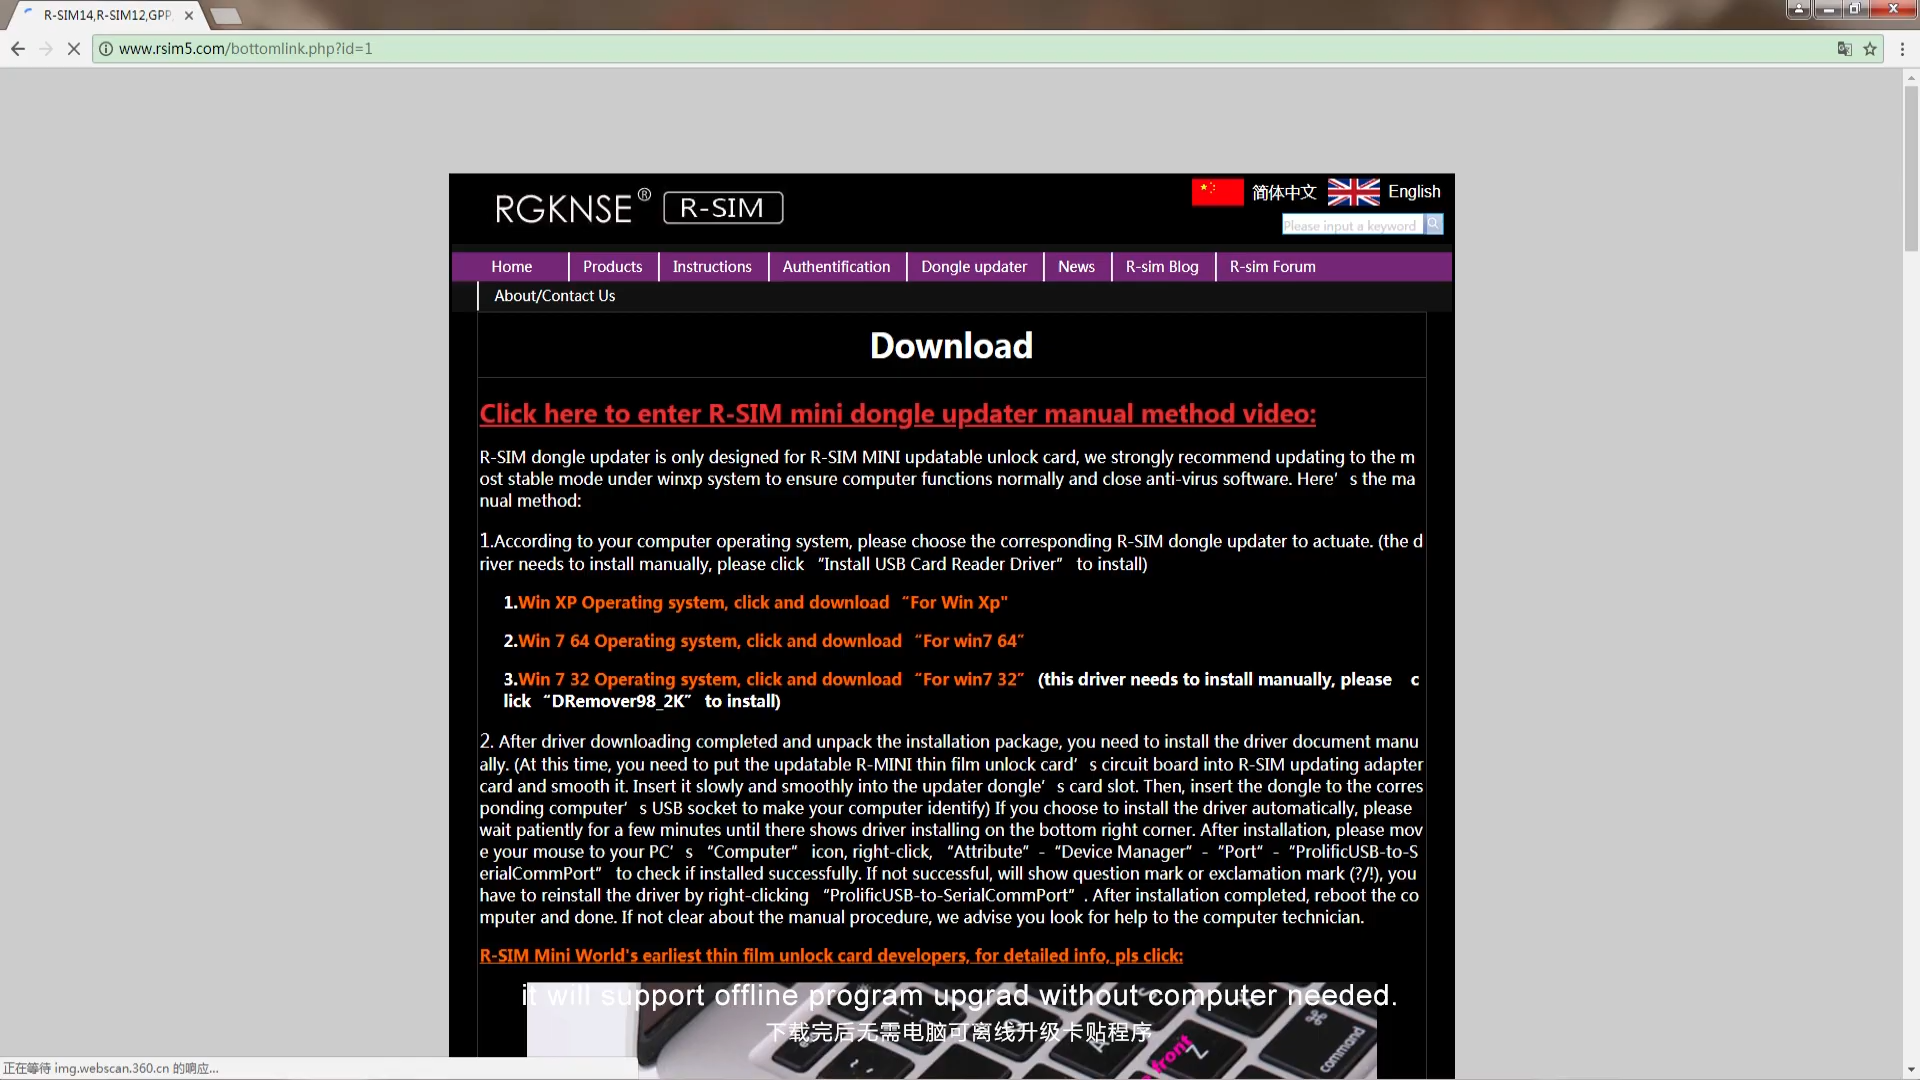 R-SIM14,R-SIM12,GPP
www.rsim5.com/bottomlink.php?id=1
RGKNSE® R-SIM
简体中文 English
Please input a keyword
Home Products Instructions Authentification Dongle updater News R-sim Blog R-sim Forum
About/Contact Us
Download
Click here to enter R-SIM mini dongle updater manual method video:
R-SIM dongle updater is only designed for R-SIM MINI updatable unlock card, we strongly recommend updating to the m
ost stable mode under winxp system to ensure computer functions normally and close anti-virus software. Here’s the ma
nual method:
1.According to your computer operating system, please choose the corresponding R-SIM dongle updater to actuate. (the d
river needs to install manually, please click “Install USB Card Reader Driver” to install)
1.Win XP Operating system, click and download “For Win Xp"
2.Win 7 64 Operating system, click and download “For win7 64”
3.Win 7 32 Operating system, click and download “For win7 32” (this driver needs to install manually, please c
lick “DRemover98_2K” to install)
2. After driver downloading completed and unpack the installation package, you need to install the driver document manu
ally. (At this time, you need to put the updatable R-MINI thin film unlock card’s circuit board into R-SIM updating adapter
card and smooth it. Insert it slowly and smoothly into the updater dongle’s card slot. Then, insert the dongle to the corres
ponding computer’s USB socket to make your computer identify) If you choose to install the driver automatically, please
wait patiently for a few minutes until there shows driver installing on the bottom right corner. After installation, please mov
e your mouse to your PC’s “Computer” icon, right-click, “Attribute”-“Device Manager”-“Port”-“ProlificUSB-to-S
erialCommPort” to check if installed successfully. If not successful, will show question mark or exclamation mark (?/!), you
have to reinstall the driver by right-clicking “ProlificUSB-to-SerialCommPort”. After installation completed, reboot the co
mputer and done. If not clear about the manual procedure, we advise you look for help to the computer technician.
R-SIM Mini World's earliest thin film unlock card developers, for detailed info, pls click:
it will support offline program upgrad without computer needed.
下载完后无需电脑可离线升级卡贴程序
command
front
Z
正在等待 img.webscan.360.cn 的响应...